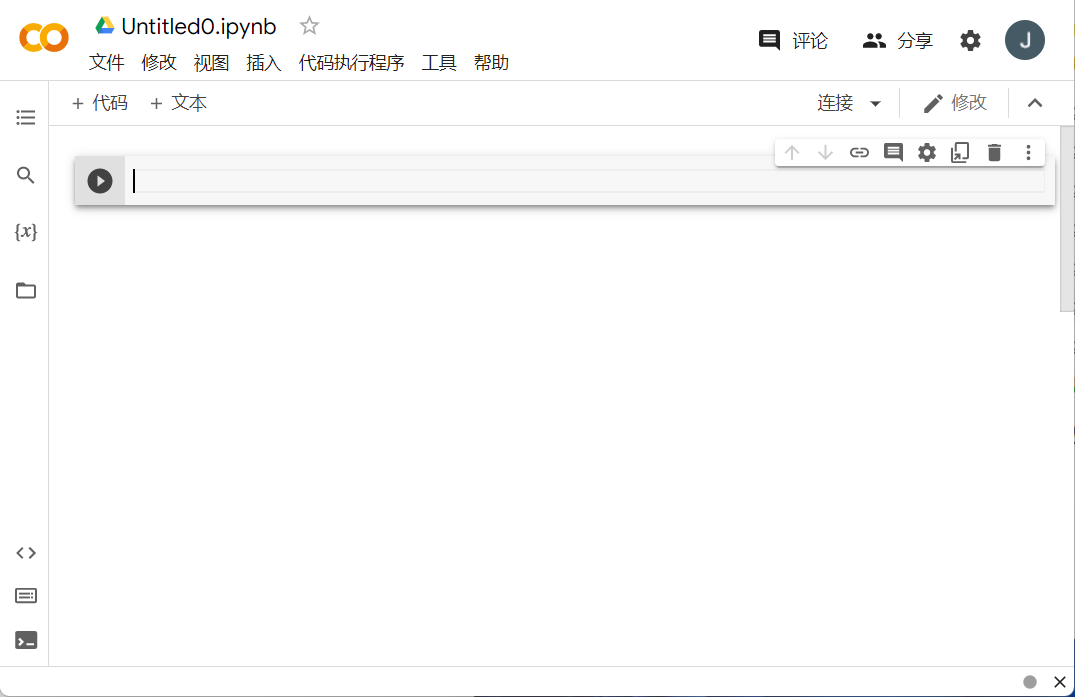 Untitled0.ipynb
评论 分享 J
文件 修改 视图 插入 代码执行程序 工具 帮助
+ 代码 + 文本 连接 修改
{x}